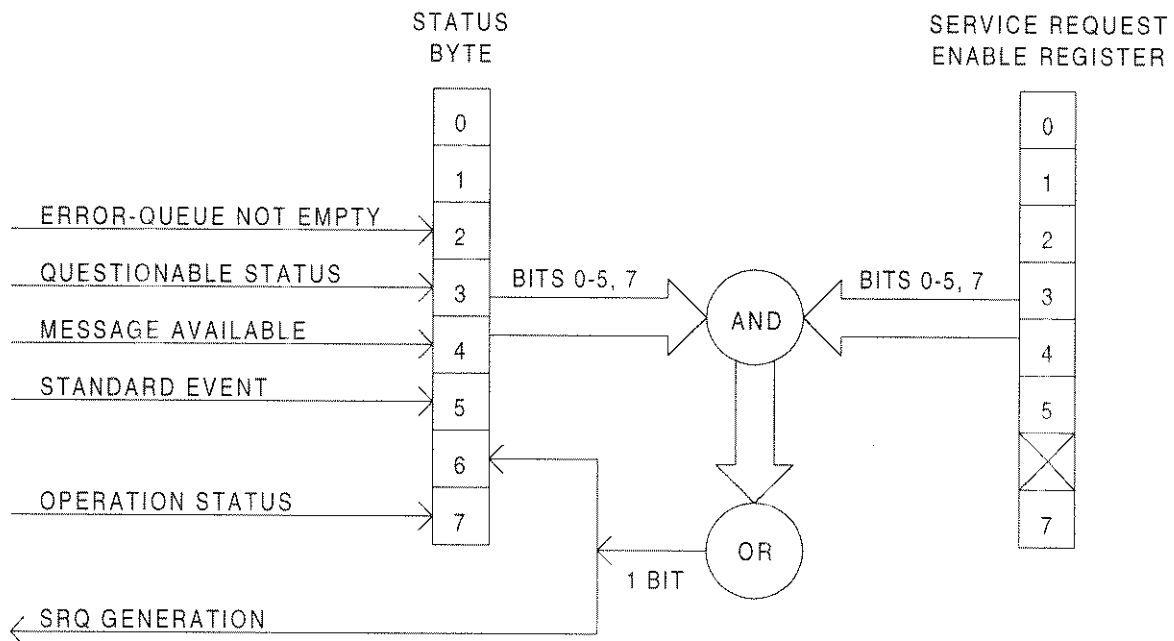 STATUS
BYTE
SERVICE REQUEST
ENABLE REGISTER
0
1
ERROR-QUEUE NOT EMPTY
2
QUESTIONABLE STATUS
3
MESSAGE AVAILABLE
4
STANDARD EVENT
5
6
OPERATION STATUS
7
BITS 0-5, 7
AND
BITS 0-5, 7
0
1
2
3
4
5
7
OR
1 BIT
SRQ GENERATION